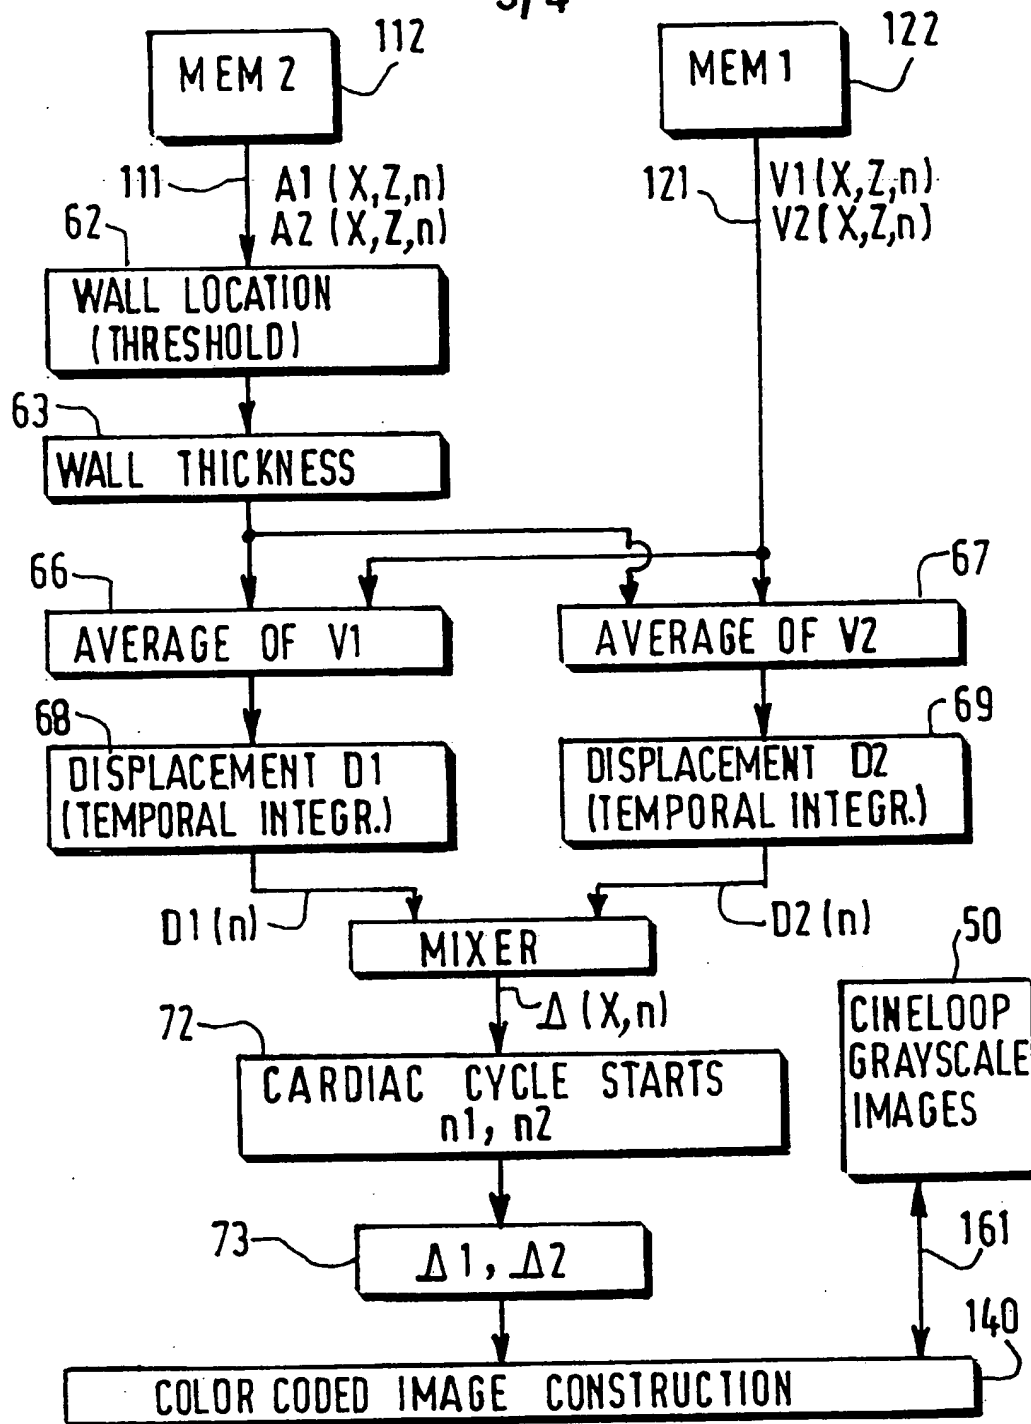 3/4
MEM 2
112
MEM 1
122
111
A1 (X,Z,n)
A2 (X,Z,n)
121
V1(X,Z,n)
V2(X,Z,n)
62
WALL LOCATION
(THRESHOLD)
63
WALL THICKNESS
66
AVERAGE OF V1
67
AVERAGE OF V2
68
DISPLACEMENT D1
(TEMPORAL INTEGR.)
69
DISPLACEMENT D2
(TEMPORAL INTEGR.)
D1(n)
D2(n)
MIXER
Δ (X,n)
50
CINELOOP
GRAYSCALE
IMAGES
72
CARDIAC CYCLE STARTS
n1, n2
73
Δ1, Δ2
161
140
COLOR CODED IMAGE CONSTRUCTION